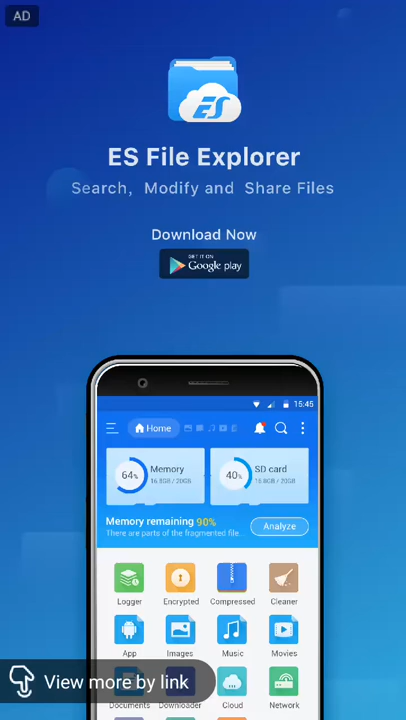 AD
ES
ES File Explorer
Search, Modify and Share Files
Download Now
GET IT ON
Google play
15:45
Home
64%
Memory
16.8GB / 20GB
40%
SD card
16.8GB / 20GB
Memory remaining 90%
There are parts of the fragmented file..
Analyze
Logger
Encrypted
Compressed
Cleaner
App
Images
Music
Movies
View more by link
Documents
Downloader
Cloud
Network